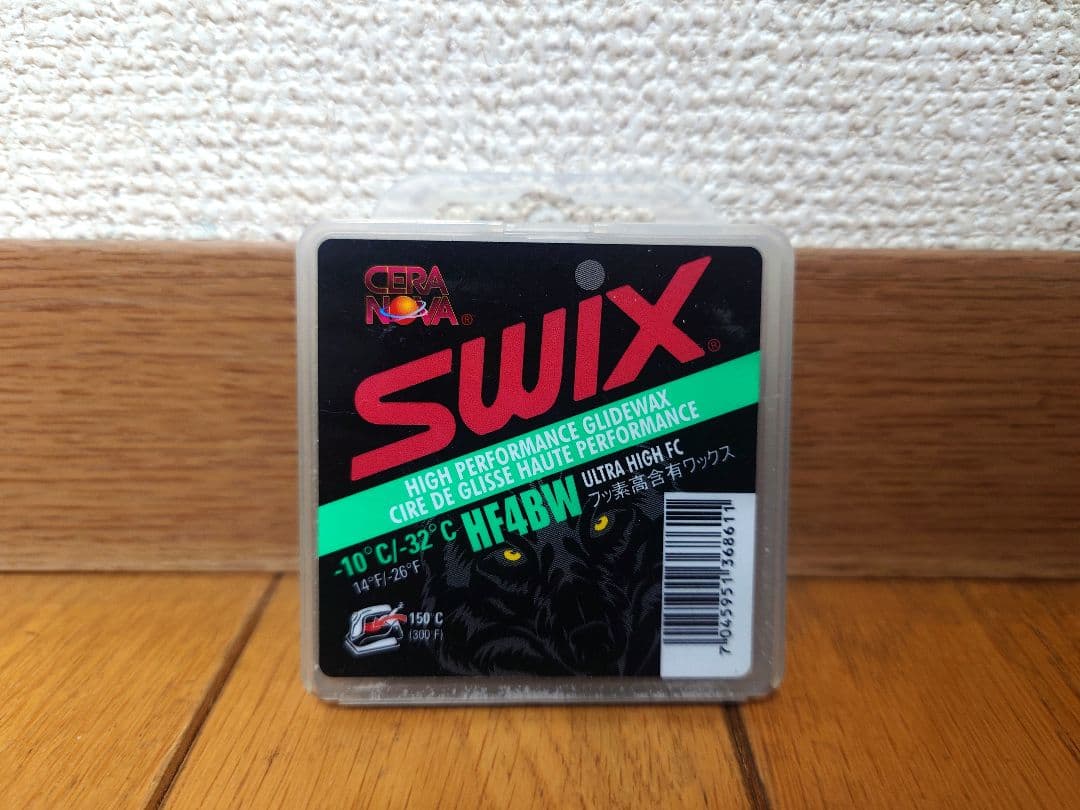 CERA
NOVA®
SWIX®
HIGH PERFORMANCE GLIDEWAX
CIRE DE GLISSE HAUTE PERFORMANCE
-10°C/-32°C HF4BW ULTRA HIGH FC
14°F/-26°F
フッ素高含有ワックス
150°C
(300°F)
7045951368611